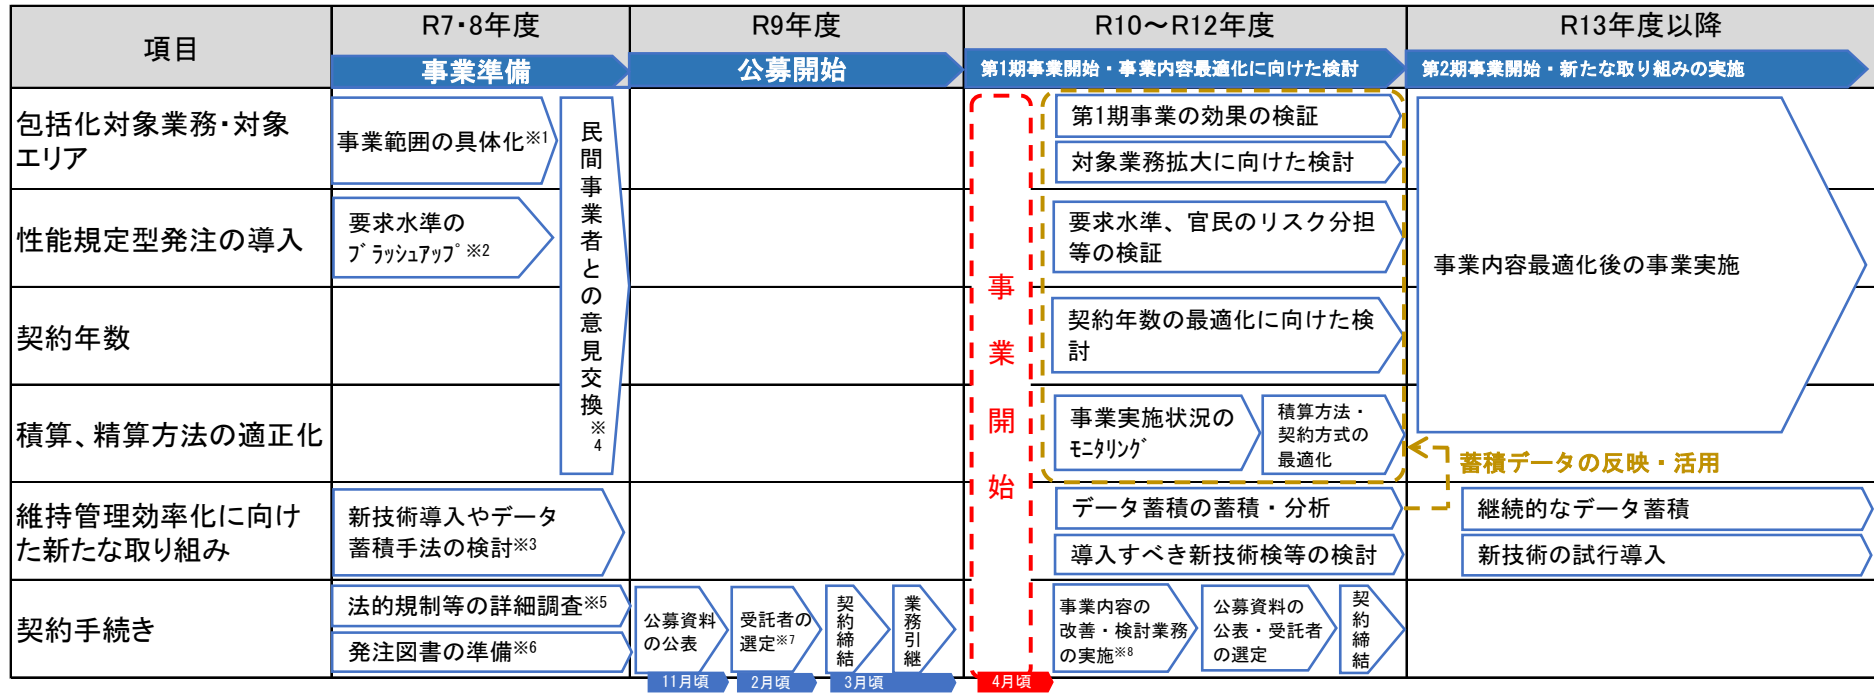 項目
R7・8年度
R9年度
R10～R12年度
R13年度以降
事業準備
公募開始
第1期事業開始・事業内容最適化に向けた検討
第2期事業開始・新たな取り組みの実施
包括化対象業務・対象
エリア
事業範囲の具体化※1
民間事業者との意見交換※4
事業開始
第1期事業の効果の検証
対象業務拡大に向けた検討
事業内容最適化後の事業実施
性能規定型発注の導入
要求水準の
ﾌﾞﾗｯｼｭｱｯﾌﾟ※2
要求水準、官民のリスク分担
等の検証
契約年数
契約年数の最適化に向けた検
討
積算、精算方法の適正化
事業実施状況の
ﾓﾆﾀﾘﾝｸﾞ
積算方法・
契約方式の
最適化
蓄積データの反映・活用
維持管理効率化に向け
た新たな取り組み
新技術導入やデータ
蓄積手法の検討※3
データ蓄積の蓄積・分析
導入すべき新技術検等の検討
継続的なデータ蓄積
新技術の試行導入
契約手続き
法的規制等の詳細調査※5
発注図書の準備※6
公募資料
の公表
受託者の
選定※7
契約締結
業務引継
事業内容の
改善・検討業務
の実施※8
公募資料の
公表・受託者
の選定
契約締結
11月頃
2月頃
3月頃
4月頃